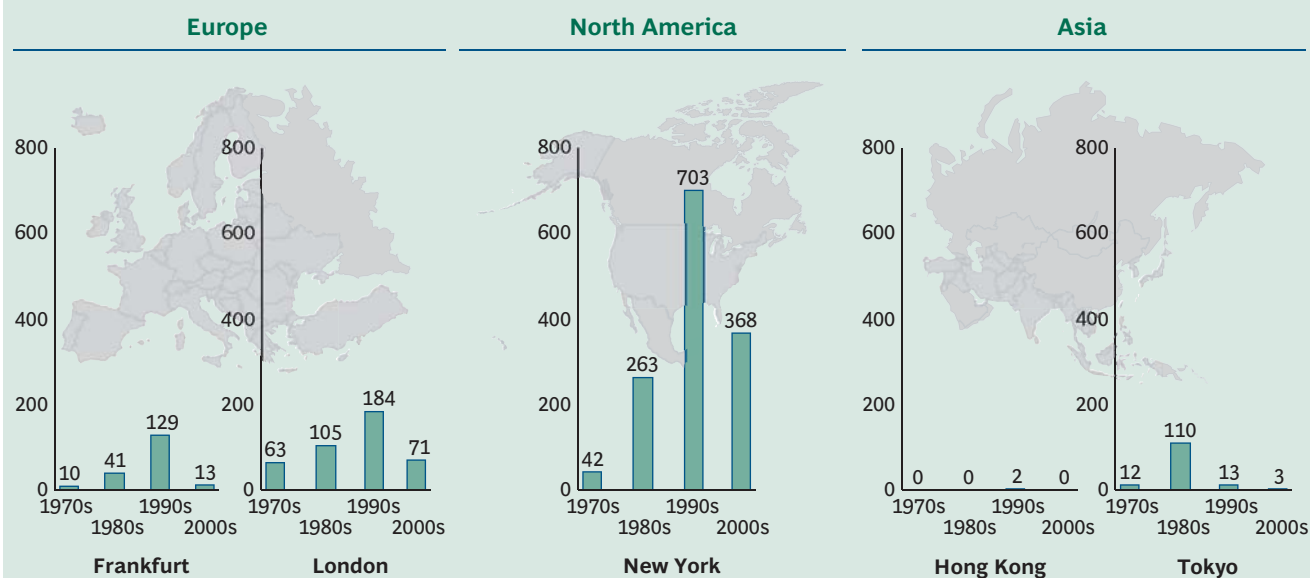 Europe
North America
Asia
800
600
400
200
0
10
41
129
13
1970s
1980s
1990s
2000s
Frankfurt
800
600
400
200
0
63
105
184
71
1970s
1980s
1990s
2000s
London
800
600
400
200
0
42
263
703
368
1970s
1980s
1990s
2000s
New York
800
600
400
200
0
0
0
2
0
1970s
1980s
1990s
2000s
Hong Kong
800
600
400
200
0
12
110
13
3
1970s
1980s
1990s
2000s
Tokyo